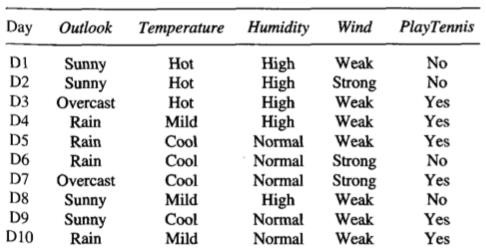 Day Outlook Temperature Humidity Wind PlayTennis
D1 Sunny Hot High Weak No
D2 Sunny Hot High Strong No
D3 Overcast Hot High Weak Yes
D4 Rain Mild High Weak Yes
D5 Rain Cool Normal Weak Yes
D6 Rain Cool Normal Strong No
D7 Overcast Cool Normal Strong Yes
D8 Sunny Mild High Weak No
D9 Sunny Cool Normal Weak Yes
D10 Rain Mild Normal Weak Yes